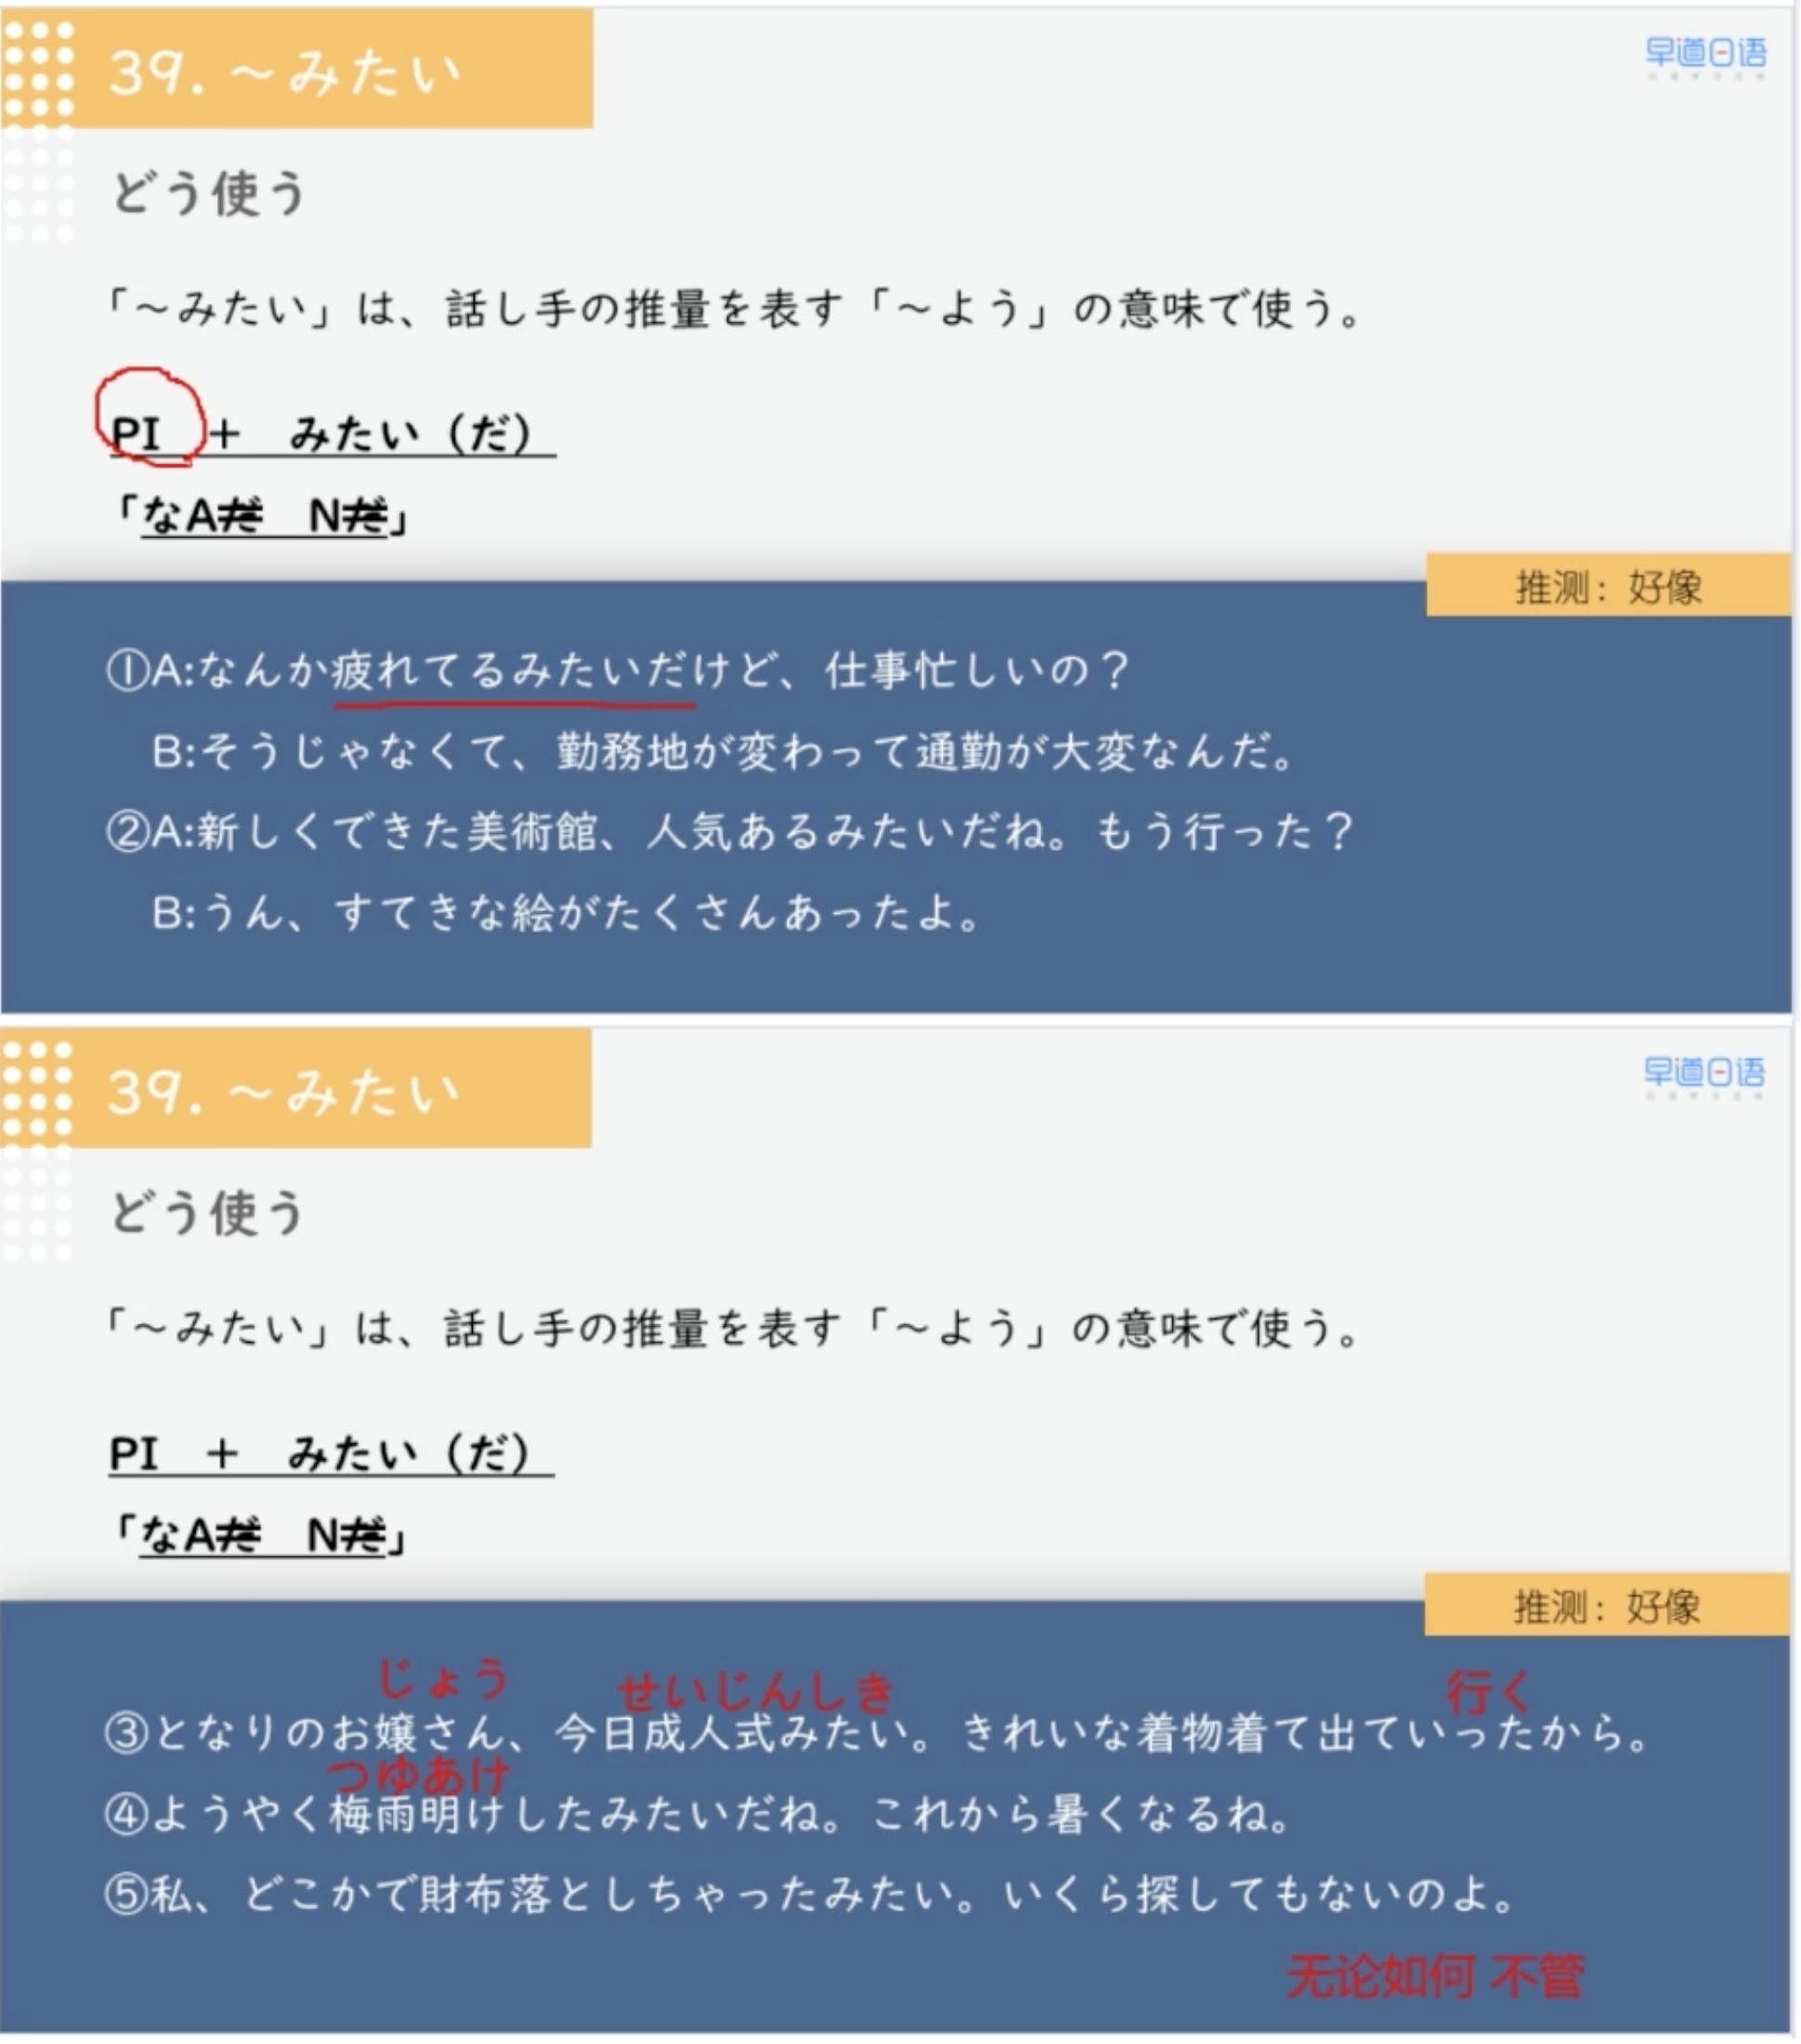 39.～みたい
早道日语
どう使う
「～みたい」は、話し手の推量を表す「～よう」の意味で使う。
PI　＋　みたい（だ）
「なAだ　Nだ」
推测：好像
①A:なんか疲れてるみたいだけど、仕事忙しいの？
B:そうじゃなくて、勤務地が変わって通勤が大変なんだ。
②A:新しくできた美術館、人気あるみたいだね。もう行った？
B:うん、すてきな絵がたくさんあったよ。
39.～みたい
早道日语
どう使う
「～みたい」は、話し手の推量を表す「～よう」の意味で使う。
PI　＋　みたい（だ）
「なAだ　Nだ」
推测：好像
じょう　せいじんしき　行く
③となりのお嬢さん、今日成人式みたい。きれいな着物着て出ていったから。
つゆあけ
④ようやく梅雨明けしたみたいだね。これから暑くなるね。
⑤私、どこかで財布落としちゃったみたい。いくら探してもないのよ。
无论如何 不管